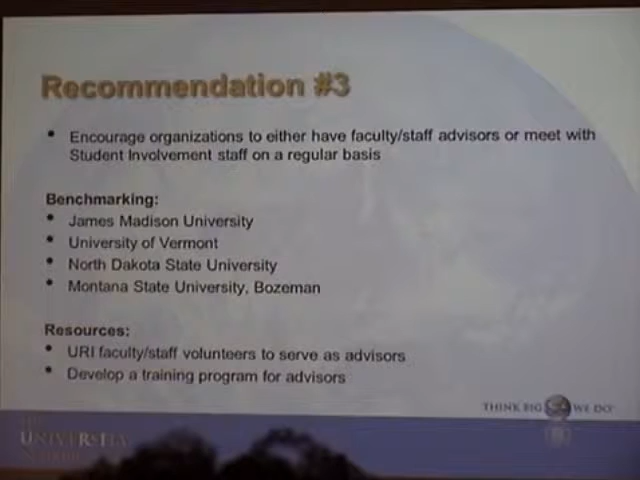 Recommendation #3
• Encourage organizations to either have faculty/staff advisors or meet with
Student Involvement staff on a regular basis
Benchmarking:
• James Madison University
• University of Vermont
• North Dakota State University
• Montana State University, Bozeman
Resources:
• URI faculty/staff volunteers to serve as advisors
• Develop a training program for advisors
THINK BIG WE DO
THE
UNIVERSITY